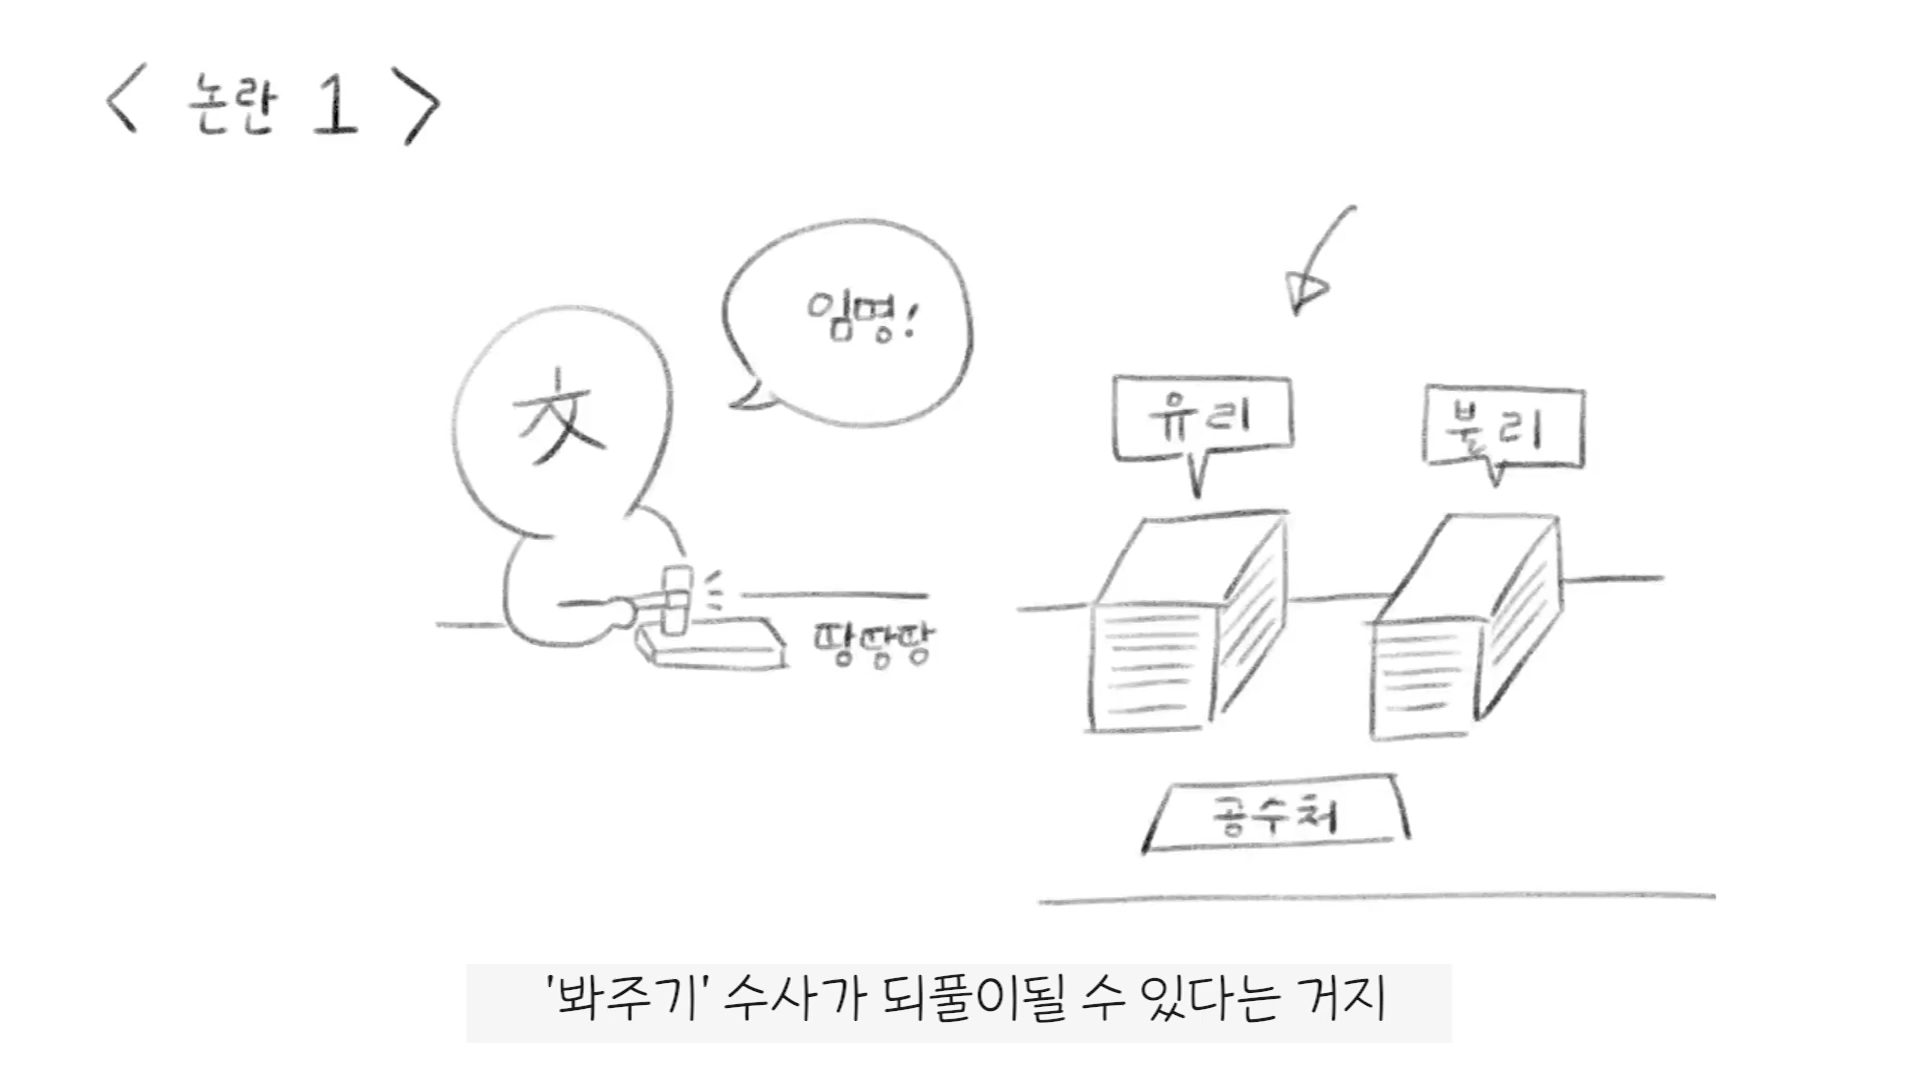 < 논란 1 >
임명!
文
땅땅땅
유리
불리
공수처
'봐주기' 수사가 되풀이될 수 있다는 거지